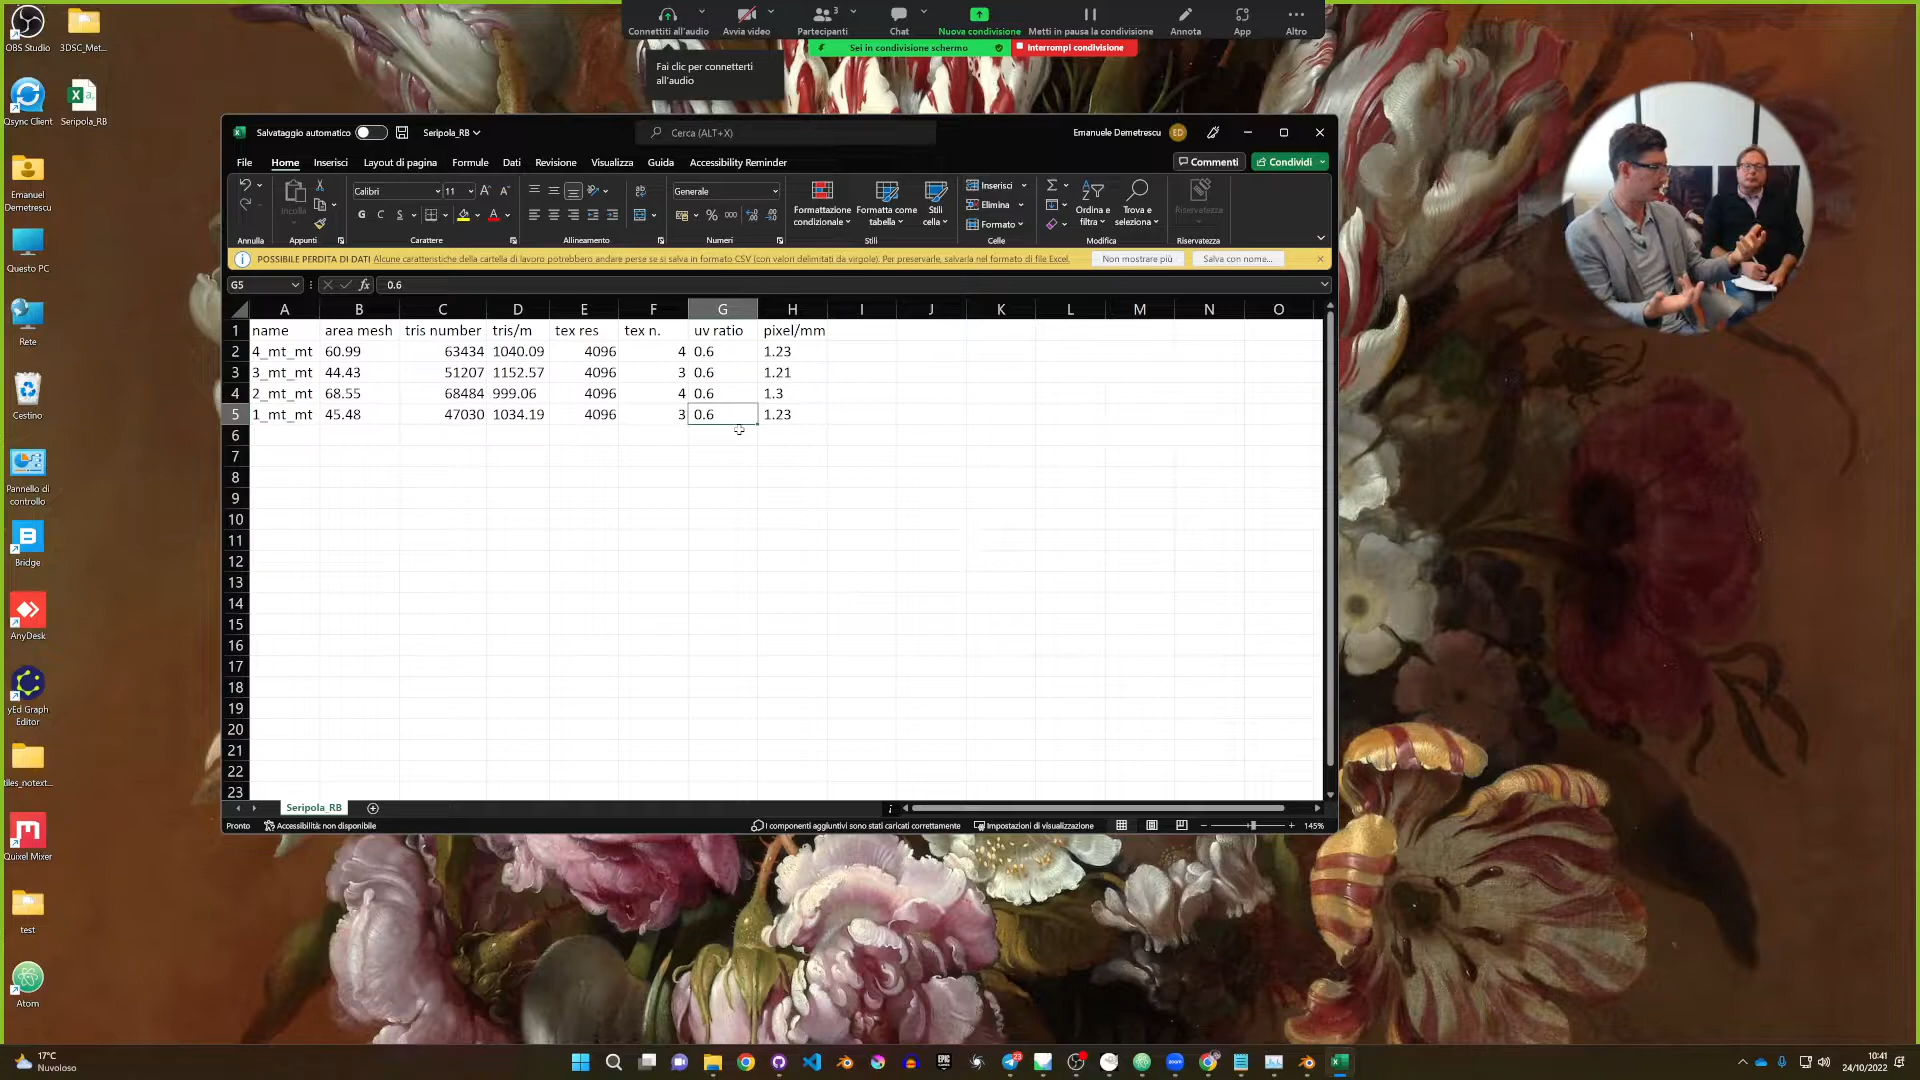 OBS Studio
3DSC_Met...
Qsync Client
Seripola_RB
Emanuel
Demetrescu
Questo PC
Rete
Cestino
Pannello di
controllo
Bridge
AnyDesk
yEd Graph
Editor
tiles_notext...
Quixel Mixer
test
Atom
Connettiti all'audio
Avvia video
3
Partecipanti
Chat
Nuova condivisione
Metti in pausa la condivisione
Annota
App
Altro
Sei in condivisione schermo
Interrompi condivisione
Fai clic per connetterti
all'audio
Salvataggio automatico
Seripola_RB
Cerca (ALT+X)
Emanuele Demetrescu
ED
File
Home
Inserisci
Layout di pagina
Formule
Dati
Revisione
Visualizza
Guida
Accessibility Reminder
Commenti
Condividi
Incolla
Calibri
11
G C S
Generale
% 000
Formattazione
condizionale
Formatta come
tabella
Stili
cella
Inserisci
Elimina
Formato
Ordina e
filtra
Trova e
seleziona
Riservatezza
Annulla
Appunti
Carattere
Allineamento
Numeri
Stili
Celle
Modifica
Riservatezza
POSSIBILE PERDITA DI DATI Alcune caratteristiche della cartella di lavoro potrebbero andare perse se si salva in formato CSV (con valori delimitati da virgole). Per preservarle, salvarla nel formato di file Excel.
Non mostrare più
Salva con nome...
G5
fx
0.6
A B C D E F G H I J K L M N O
1 name area mesh tris number tris/m tex res tex n. uv ratio pixel/mm
2 4_mt_mt 60.99 63434 1040.09 4096 4 0.6 1.23
3 3_mt_mt 44.43 51207 1152.57 4096 3 0.6 1.21
4 2_mt_mt 68.55 68484 999.06 4096 4 0.6 1.3
5 1_mt_mt 45.48 47030 1034.19 4096 3 0.6 1.23
6
7
8
9
10
11
12
13
14
15
16
17
18
19
20
21
22
23
Seripola_RB
Pronto
Accessibilità: non disponibile
I componenti aggiuntivi sono stati caricati correttamente
Impostazioni di visualizzazione
145%
17°C
Nuvoloso
EPIC
GAMES
23
zoom
10:41
24/10/2022